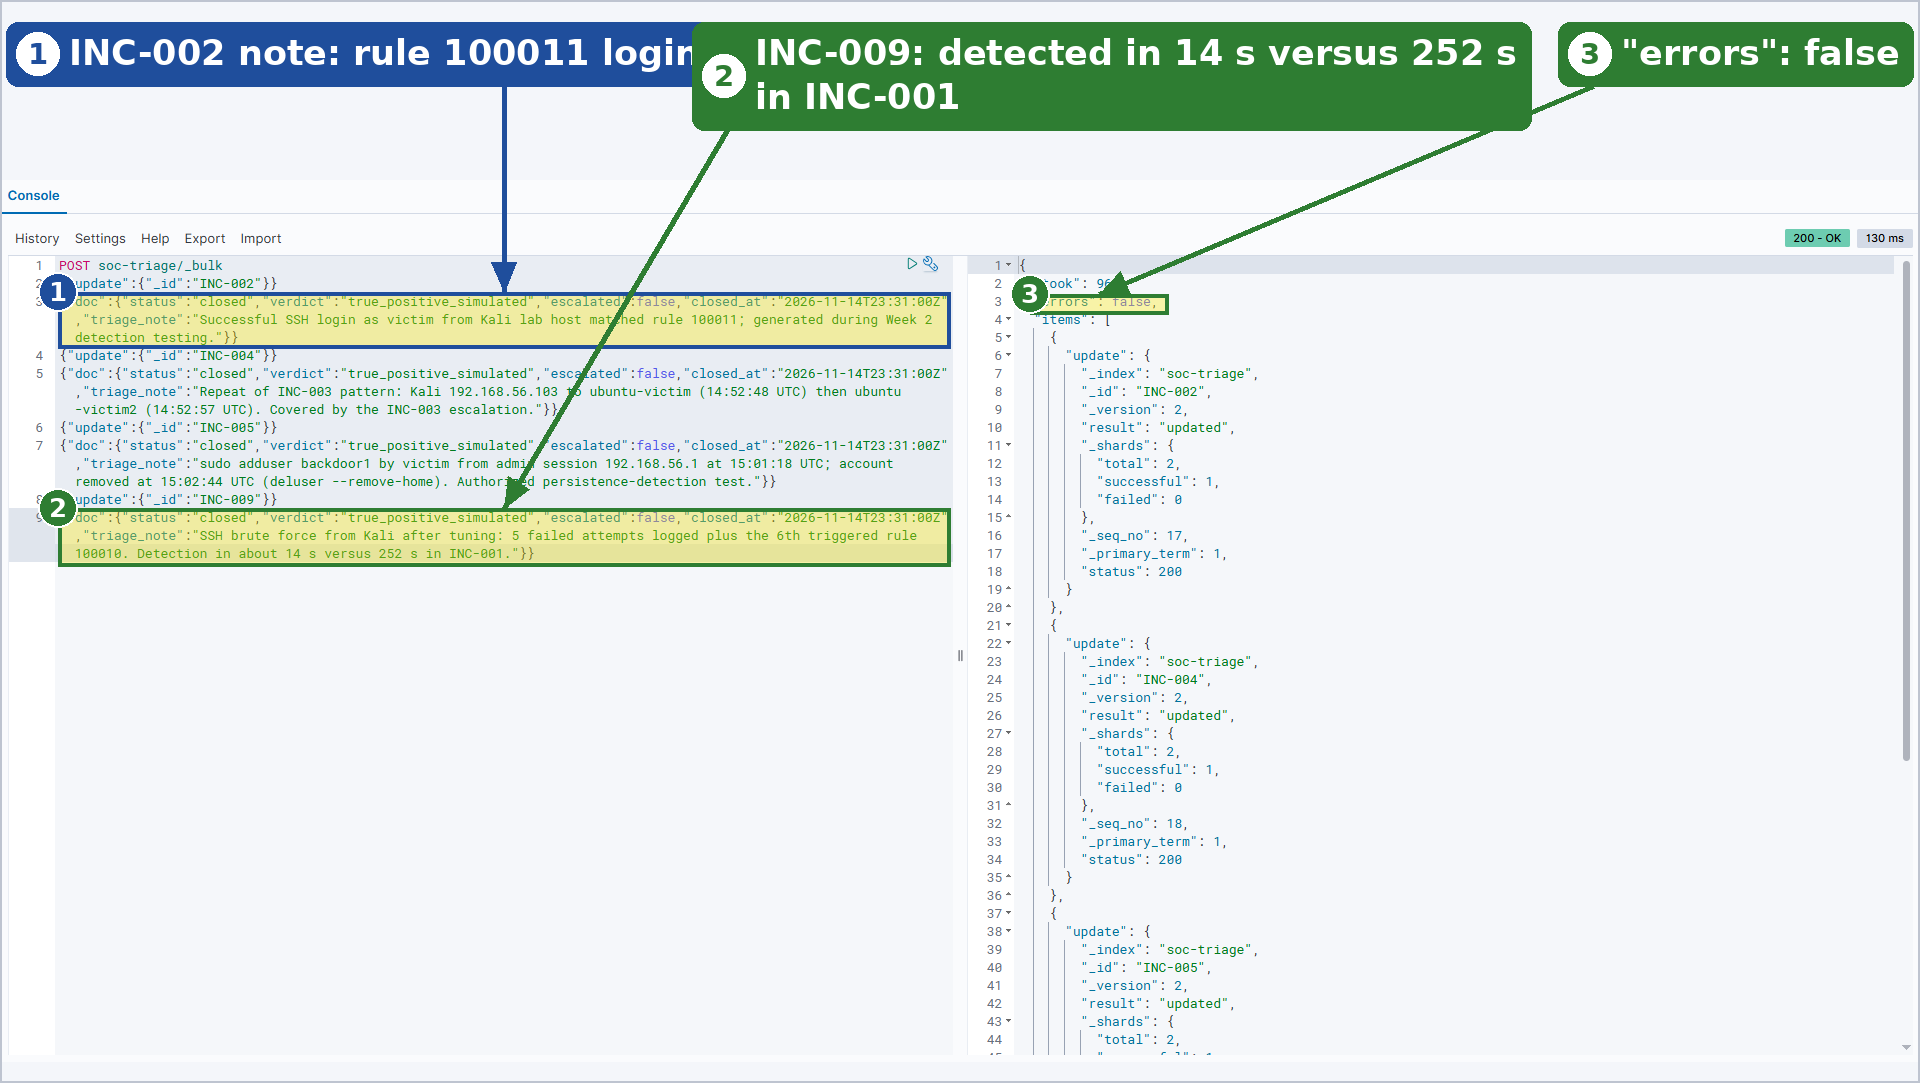 1 INC-002 note: rule 100011 login
2 INC-009: detected in 14 s versus 252 s
in INC-001
3 "errors": false
Console
History Settings Help Export Import
200 - OK 130 ms
1 POST soc-triage/_bulk
update":{"_id":"INC-002"}}
1
3 doc":{"status":"closed","verdict":"true_positive_simulated","escalated":false,"closed_at":"2026-11-14T23:31:00Z"
,"triage_note":"Successful SSH login as victim from Kali lab host matched rule 100011; generated during Week 2
detection testing."}}
4 {"update":{"_id":"INC-004"}}
5 {"doc":{"status":"closed","verdict":"true_positive_simulated","escalated":false,"closed_at":"2026-11-14T23:31:00Z"
,"triage_note":"Repeat of INC-003 pattern: Kali 192.168.56.103 to ubuntu-victim (14:52:48 UTC) then ubuntu
-victim2 (14:52:57 UTC). Covered by the INC-003 escalation."}}
6 {"update":{"_id":"INC-005"}}
7 {"doc":{"status":"closed","verdict":"true_positive_simulated","escalated":false,"closed_at":"2026-11-14T23:31:00Z"
,"triage_note":"sudo adduser backdoor1 by victim from admin session 192.168.56.1 at 15:01:18 UTC; account
removed at 15:02:44 UTC (deluser --remove-home). Authorized persistence-detection test."}}
8 update":{"_id":"INC-009"}}
2
9 doc":{"status":"closed","verdict":"true_positive_simulated","escalated":false,"closed_at":"2026-11-14T23:31:00Z"
,"triage_note":"SSH brute force from Kali after tuning: 5 failed attempts logged plus the 6th triggered rule
100010. Detection in about 14 s versus 252 s in INC-001."}}
1 {
2 took": 96
3
3 errors": false,
4 "items": [
5 {
6 "update": {
7 "_index": "soc-triage",
8 "_id": "INC-002",
9 "_version": 2,
10 "result": "updated",
11 "_shards": {
12 "total": 2,
13 "successful": 1,
14 "failed": 0
15 },
16 "_seq_no": 17,
17 "_primary_term": 1,
18 "status": 200
19 }
20 },
21 {
22 "update": {
23 "_index": "soc-triage",
24 "_id": "INC-004",
25 "_version": 2,
26 "result": "updated",
27 "_shards": {
28 "total": 2,
29 "successful": 1,
30 "failed": 0
31 },
32 "_seq_no": 18,
33 "_primary_term": 1,
34 "status": 200
35 }
36 },
37 {
38 "update": {
39 "_index": "soc-triage",
40 "_id": "INC-005",
41 "_version": 2,
42 "result": "updated",
43 "_shards": {
44 "total": 2,